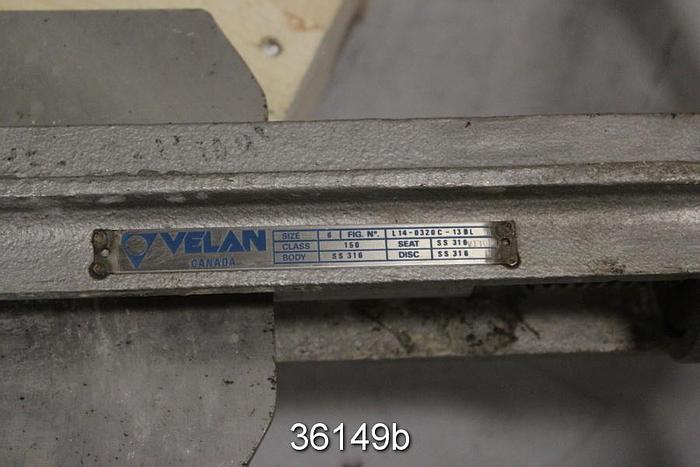 VELAN
CANADA
SIZE 6 FIG. Nº. L14-0320C-13BL
CLASS 150 SEAT SS 316
BODY SS 316 DISC SS 316
36149b